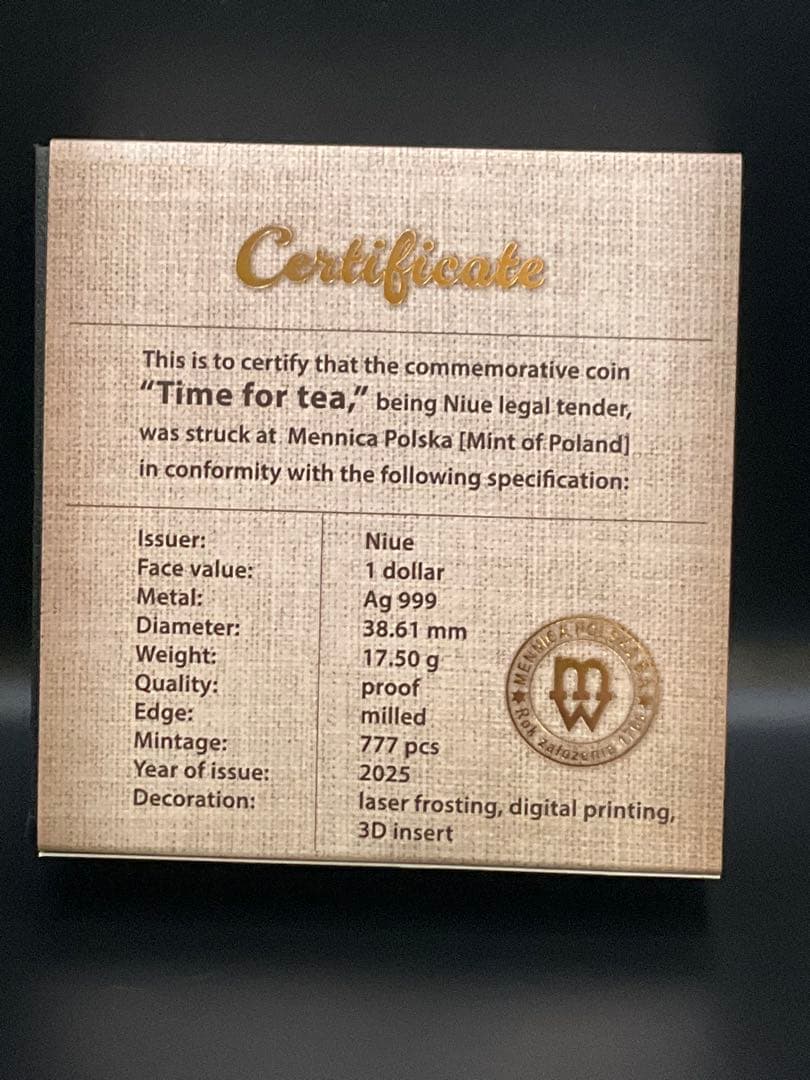 Certificate
This is to certify that the commemorative coin
“Time for tea,” being Niue legal tender,
was struck at Mennica Polska [Mint of Poland]
in conformity with the following specification:
Issuer: Niue
Face value: 1 dollar
Metal: Ag 999
Diameter: 38.61 mm
Weight: 17.50 g
Quality: proof
Edge: milled
Mintage: 777 pcs
Year of issue: 2025
Decoration: laser frosting, digital printing,
3D insert
MENNICA POLSKA
mw
Rok założenia